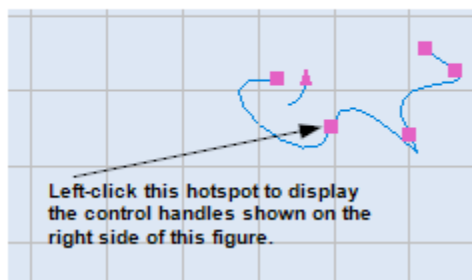 Left-click this hotspot to display
the control handles shown on the
right side of this figure.